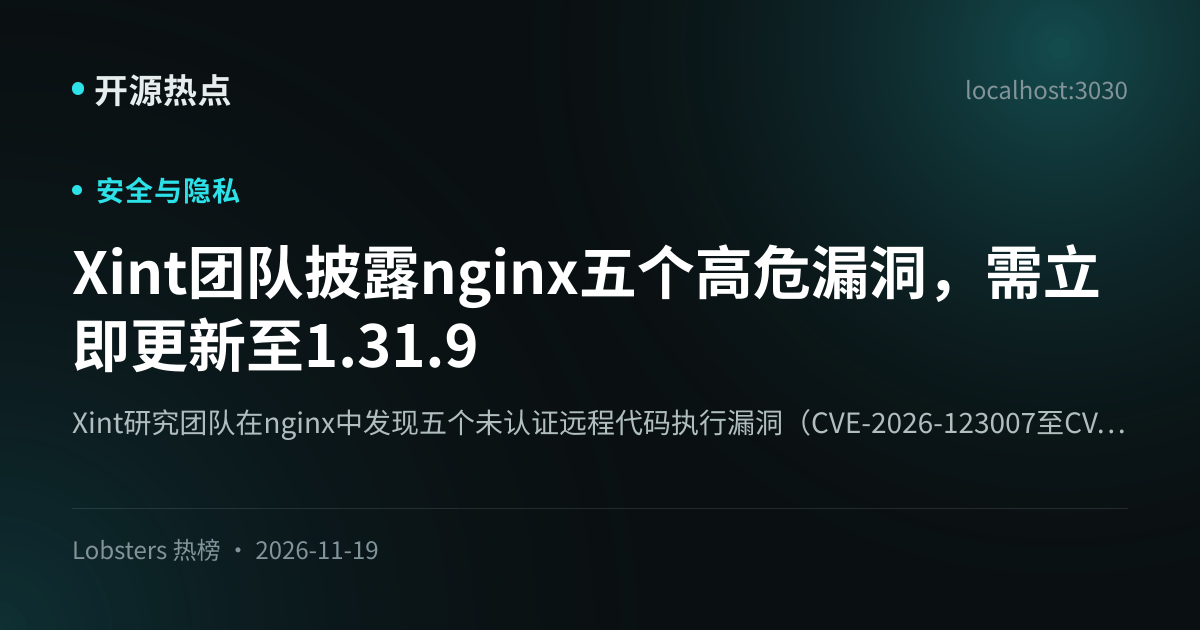 开源热点
localhost:3030
安全与隐私
Xint团队披露nginx五个高危漏洞，需立
即更新至1.31.9
Xint研究团队在nginx中发现五个未认证远程代码执行漏洞（CVE-2026-123007至CV…
Lobsters 热榜 · 2026-11-19